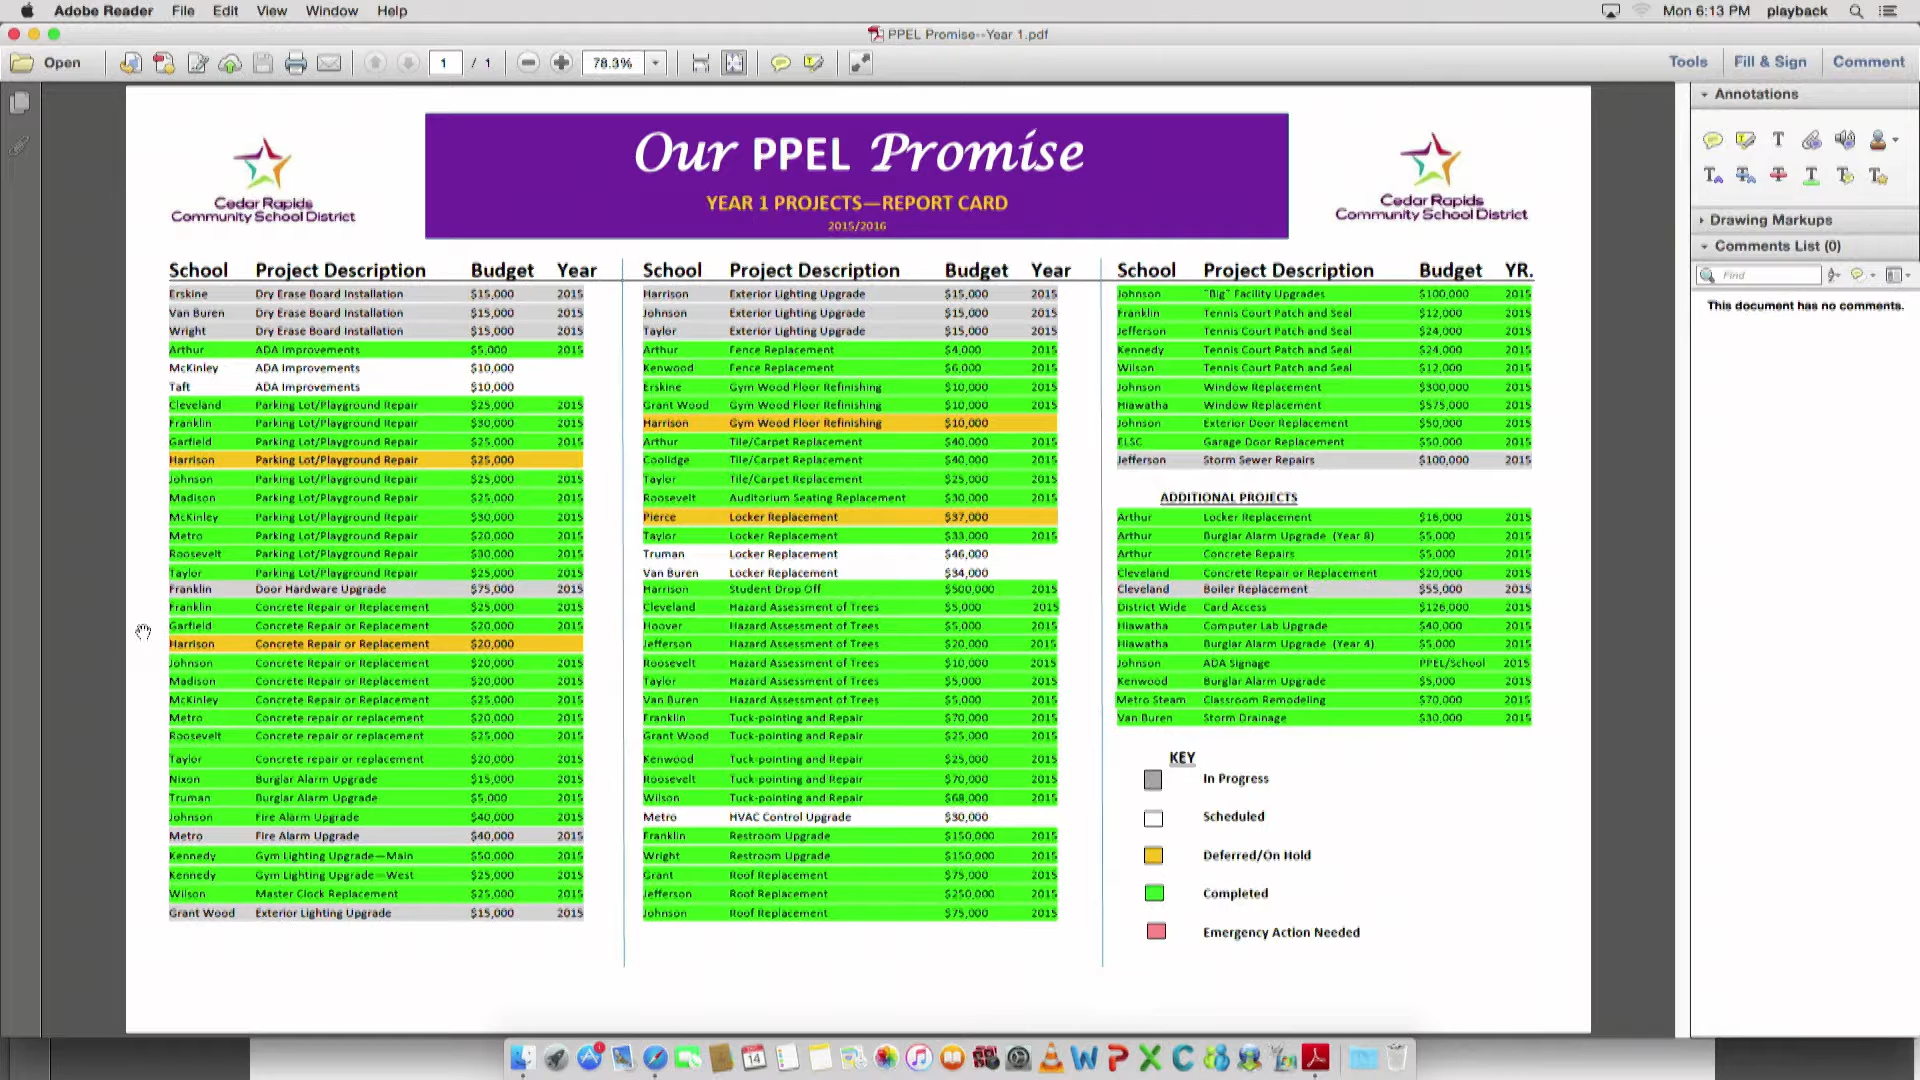 Adobe Reader File Edit View Window Help Mon 6:13 PM playback
PPEL Promise--Year 1.pdf
Open 1 / 1 78.3% Tools Fill & Sign Comment
Annotations
Drawing Markups
Comments List (0)
Find
This document has no comments.
Cedar Rapids
Community School District
Our PPEL Promise
YEAR 1 PROJECTS—REPORT CARD
2015/2016
Cedar Rapids
Community School District
School Project Description Budget Year
Erskine Dry Erase Board Installation $15,000 2015
Van Buren Dry Erase Board Installation $15,000 2015
Wright Dry Erase Board Installation $15,000 2015
Arthur ADA Improvements $5,000 2015
McKinley ADA Improvements $10,000
Taft ADA Improvements $10,000
Cleveland Parking Lot/Playground Repair $25,000 2015
Franklin Parking Lot/Playground Repair $30,000 2015
Garfield Parking Lot/Playground Repair $25,000 2015
Harrison Parking Lot/Playground Repair $25,000
Johnson Parking Lot/Playground Repair $25,000 2015
Madison Parking Lot/Playground Repair $25,000 2015
McKinley Parking Lot/Playground Repair $30,000 2015
Metro Parking Lot/Playground Repair $20,000 2015
Roosevelt Parking Lot/Playground Repair $30,000 2015
Taylor Parking Lot/Playground Repair $25,000 2015
Franklin Door Hardware Upgrade $75,000 2015
Franklin Concrete Repair or Replacement $25,000 2015
Garfield Concrete Repair or Replacement $20,000 2015
Harrison Concrete Repair or Replacement $20,000
Johnson Concrete Repair or Replacement $20,000 2015
Madison Concrete Repair or Replacement $20,000 2015
McKinley Concrete Repair or Replacement $25,000 2015
Metro Concrete repair or replacement $20,000 2015
Roosevelt Concrete repair or replacement $25,000 2015
Taylor Concrete repair or replacement $20,000 2015
Nixon Burglar Alarm Upgrade $15,000 2015
Truman Burglar Alarm Upgrade $5,000 2015
Johnson Fire Alarm Upgrade $40,000 2015
Metro Fire Alarm Upgrade $40,000 2015
Kennedy Gym Lighting Upgrade—Main $50,000 2015
Kennedy Gym Lighting Upgrade—West $25,000 2015
Wilson Master Clock Replacement $25,000 2015
Grant Wood Exterior Lighting Upgrade $15,000 2015
School Project Description Budget Year
Harrison Exterior Lighting Upgrade $15,000 2015
Johnson Exterior Lighting Upgrade $15,000 2015
Taylor Exterior Lighting Upgrade $15,000 2015
Arthur Fence Replacement $4,000 2015
Kenwood Fence Replacement $6,000 2015
Erskine Gym Wood Floor Refinishing $10,000 2015
Grant Wood Gym Wood Floor Refinishing $10,000 2015
Harrison Gym Wood Floor Refinishing $10,000
Arthur Tile/Carpet Replacement $40,000 2015
Coolidge Tile/Carpet Replacement $40,000 2015
Taylor Tile/Carpet Replacement $25,000 2015
Roosevelt Auditorium Seating Replacement $30,000 2015
Pierce Locker Replacement $37,000
Taylor Locker Replacement $33,000 2015
Truman Locker Replacement $46,000
Van Buren Locker Replacement $34,000
Harrison Student Drop Off $500,000 2015
Cleveland Hazard Assessment of Trees $5,000 2015
Hoover Hazard Assessment of Trees $5,000 2015
Jefferson Hazard Assessment of Trees $20,000 2015
Roosevelt Hazard Assessment of Trees $10,000 2015
Taylor Hazard Assessment of Trees $5,000 2015
Van Buren Hazard Assessment of Trees $5,000 2015
Franklin Tuck-pointing and Repair $70,000 2015
Grant Wood Tuck-pointing and Repair $25,000 2015
Kenwood Tuck-pointing and Repair $25,000 2015
Roosevelt Tuck-pointing and Repair $70,000 2015
Wilson Tuck-pointing and Repair $68,000 2015
Metro HVAC Control Upgrade $30,000
Franklin Restroom Upgrade $150,000 2015
Wright Restroom Upgrade $150,000 2015
Grant Roof Replacement $75,000 2015
Jefferson Roof Replacement $250,000 2015
Johnson Roof Replacement $75,000 2015
School Project Description Budget YR.
Johnson "Big" Facility Upgrades $100,000 2015
Franklin Tennis Court Patch and Seal $12,000 2015
Jefferson Tennis Court Patch and Seal $24,000 2015
Kennedy Tennis Court Patch and Seal $24,000 2015
Wilson Tennis Court Patch and Seal $12,000 2015
Johnson Window Replacement $300,000 2015
Hiawatha Window Replacement $575,000 2015
Johnson Exterior Door Replacement $50,000 2015
ELSC Garage Door Replacement $50,000 2015
Jefferson Storm Sewer Repairs $100,000 2015
ADDITIONAL PROJECTS
Arthur Locker Replacement $16,000 2015
Arthur Burglar Alarm Upgrade (Year 8) $5,000 2015
Arthur Concrete Repairs $5,000 2015
Cleveland Concrete Repair or Replacement $20,000 2015
Cleveland Boiler Replacement $55,000 2015
District Wide Card Access $126,000 2015
Hiawatha Computer Lab Upgrade $40,000 2015
Hiawatha Burglar Alarm Upgrade (Year 4) $5,000 2015
Johnson ADA Signage PPEL/School 2015
Kenwood Burglar Alarm Upgrade $5,000 2015
Metro Steam Classroom Remodeling $70,000 2015
Van Buren Storm Drainage $30,000 2015
KEY
In Progress
Scheduled
Deferred/On Hold
Completed
Emergency Action Needed